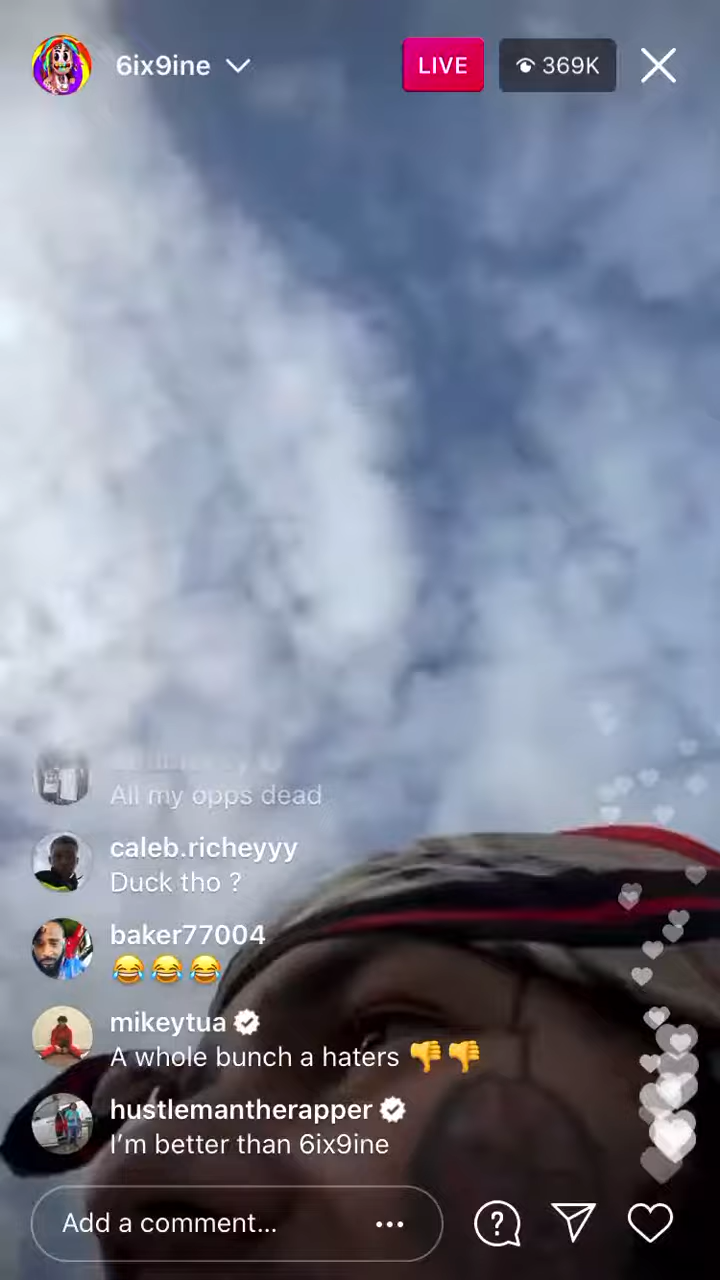 6ix9ine
LIVE
369K
All my opps dead
caleb.richeyyy
Duck tho ?
baker77004
😂😂😂
mikeytua
A whole bunch a haters 👎👎
hustlemantherapper
I’m better than 6ix9ine
Add a comment...